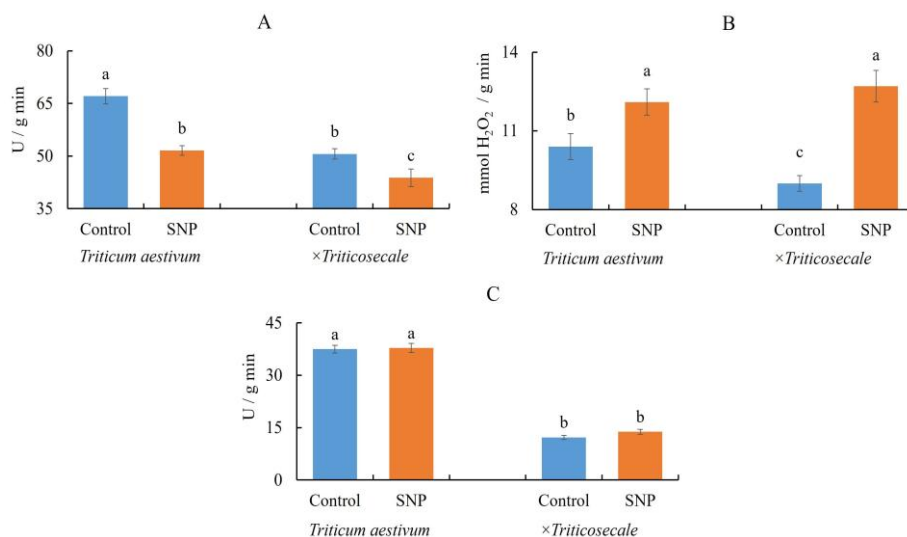 A
80
65
50
35
U / g min
a
b
b
c
Control SNP Control SNP
Triticum aestivum ×Triticosecale
B
14
11
8
mmol H₂O₂ / g min
b
a
c
a
Control SNP Control SNP
Triticum aestivum ×Triticosecale
C
45
30
15
0
U / g min
a
a
b
b
Control SNP Control SNP
Triticum aestivum ×Triticosecale